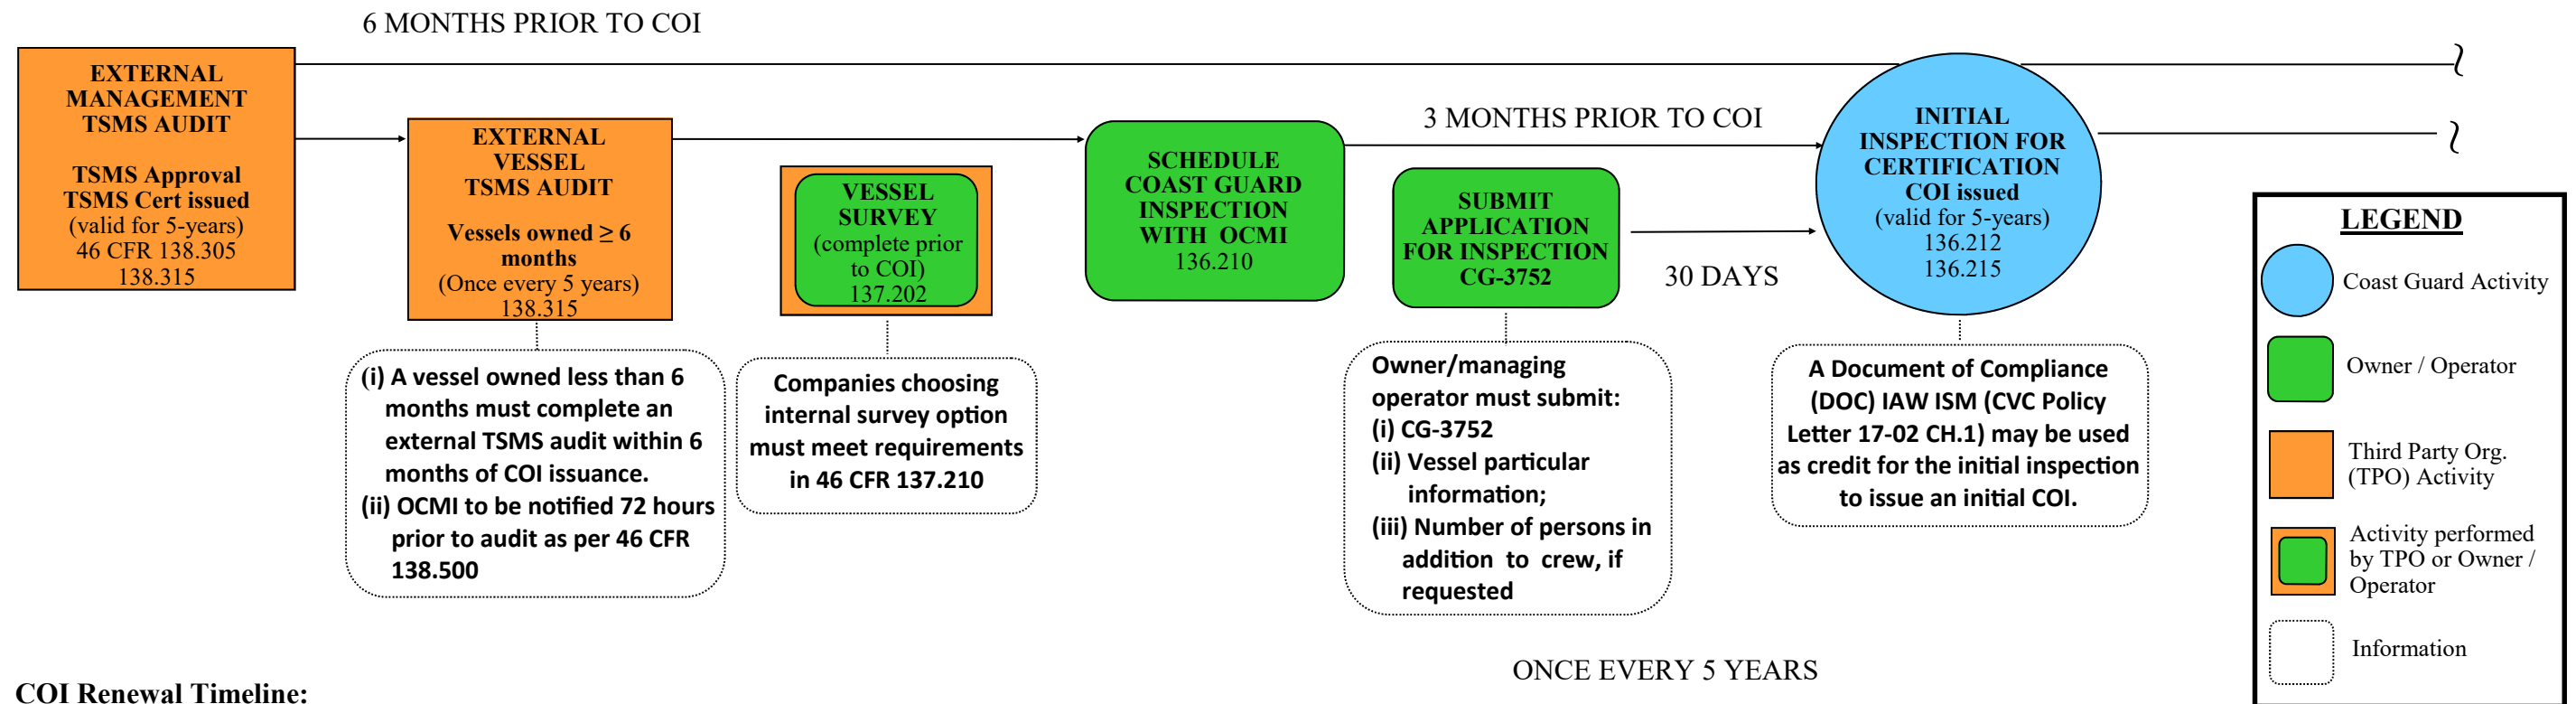 6 MONTHS PRIOR TO COI
EXTERNAL
MANAGEMENT
TSMS AUDIT
TSMS Approval
TSMS Cert issued
(valid for 5-years)
46 CFR 138.305
138.315
EXTERNAL
VESSEL
TSMS AUDIT
Vessels owned ≥ 6
months
(Once every 5 years)
138.315
VESSEL
SURVEY
(complete prior
to COI)
137.202
SCHEDULE
COAST GUARD
INSPECTION
WITH OCMI
136.210
3 MONTHS PRIOR TO COI
SUBMIT
APPLICATION
FOR INSPECTION
CG-3752
30 DAYS
INITIAL
INSPECTION FOR
CERTIFICATION
COI issued
(valid for 5-years)
136.212
136.215
(i) A vessel owned less than 6
months must complete an
external TSMS audit within 6
months of COI issuance.
(ii) OCMI to be notified 72 hours
prior to audit as per 46 CFR
138.500
Companies choosing
internal survey option
must meet requirements
in 46 CFR 137.210
Owner/managing
operator must submit:
(i) CG-3752
(ii) Vessel particular
information;
(iii) Number of persons in
addition to crew, if
requested
A Document of Compliance
(DOC) IAW ISM (CVC Policy
Letter 17-02 CH.1) may be used
as credit for the initial inspection
to issue an initial COI.
LEGEND
Coast Guard Activity
Owner / Operator
Third Party Org.
(TPO) Activity
Activity performed
by TPO or Owner /
Operator
Information
ONCE EVERY 5 YEARS
COI Renewal Timeline: